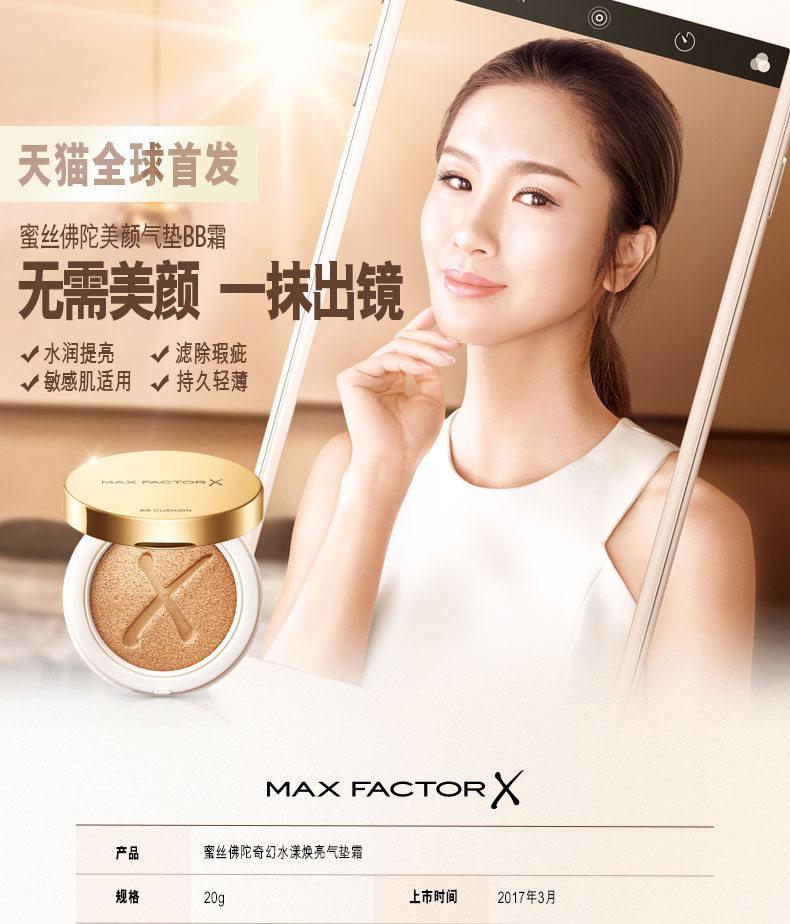 天猫全球首发
蜜丝佛陀美颜气垫BB霜
无需美颜 一抹出镜
水润提亮 滤除瑕疵
敏感肌适用 持久轻薄
MAX FACTOR X
BB CUSHION
MAX FACTOR X
产品 蜜丝佛陀奇幻水漾焕亮气垫霜
规格 20g 上市时间 2017年3月